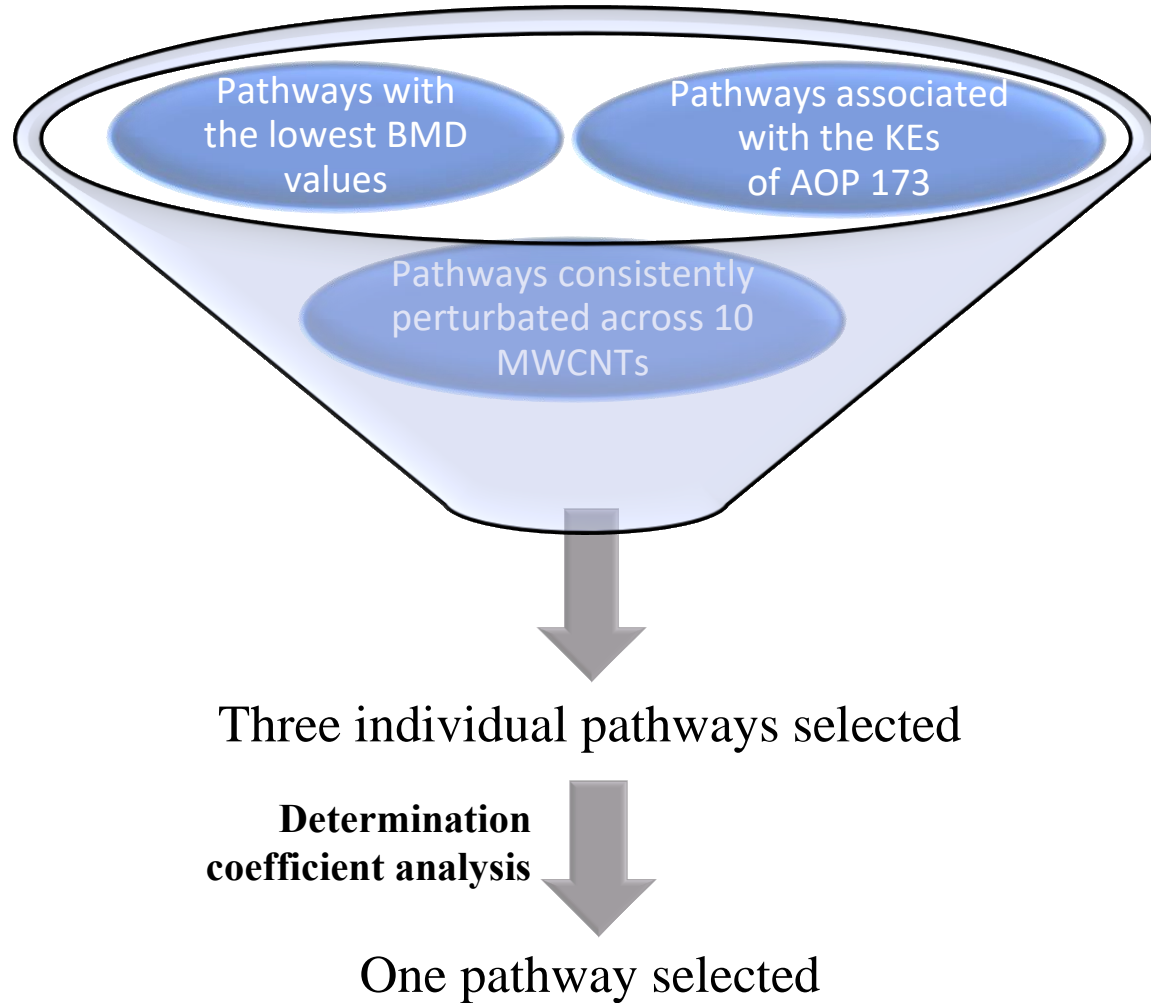 Pathways with
the lowest BMD
values
Pathways associated
with the KEs
of AOP 173
Pathways consistently
perturbated across 10
MWCNTs
Three individual pathways selected
Determination
coefficient analysis
One pathway selected